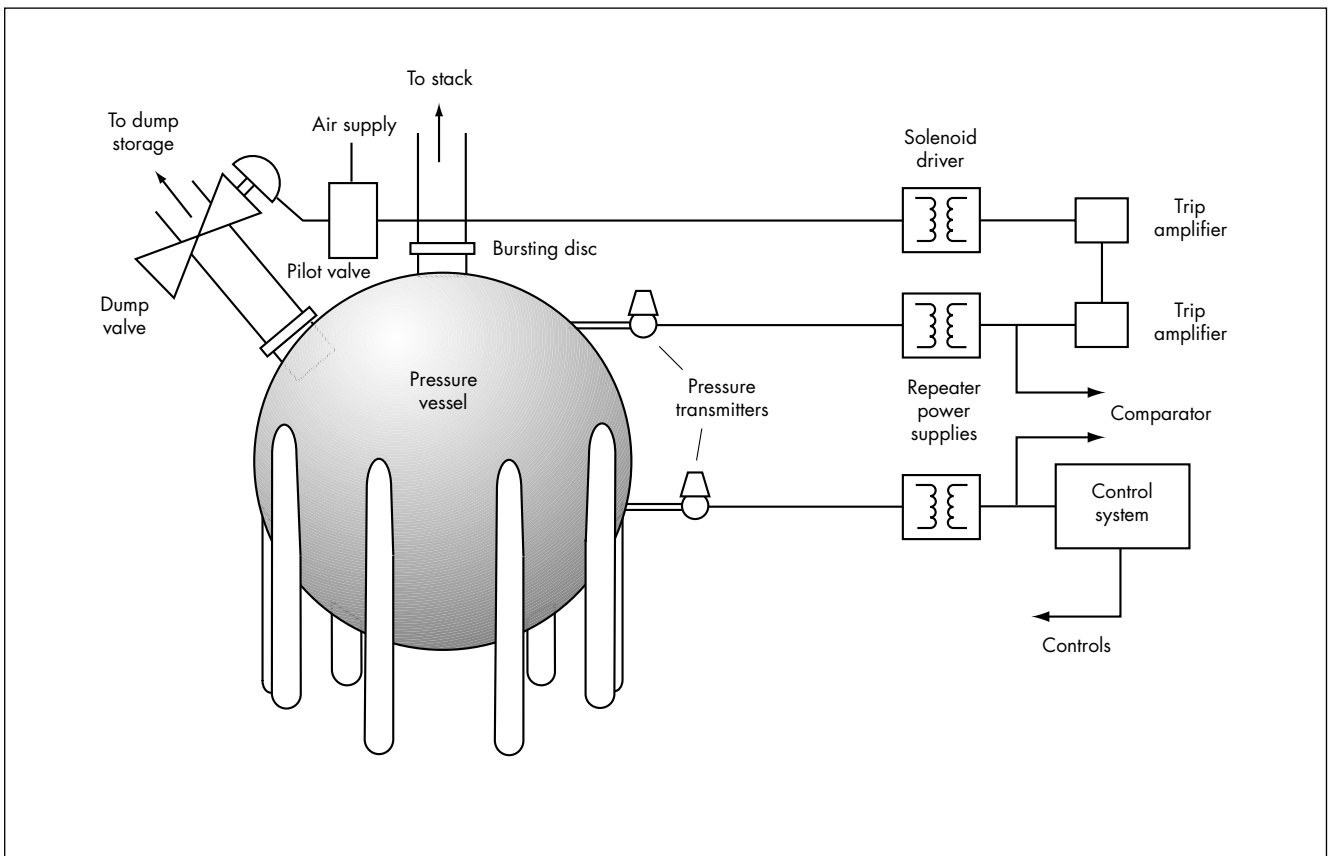 To stack
To dump
storage
Air supply
Solenoid
driver
Trip
amplifier
Bursting disc
Pilot valve
Dump
valve
Trip
amplifier
Pressure
vessel
Pressure
transmitters
Repeater
power
supplies
Comparator
Control
system
Controls